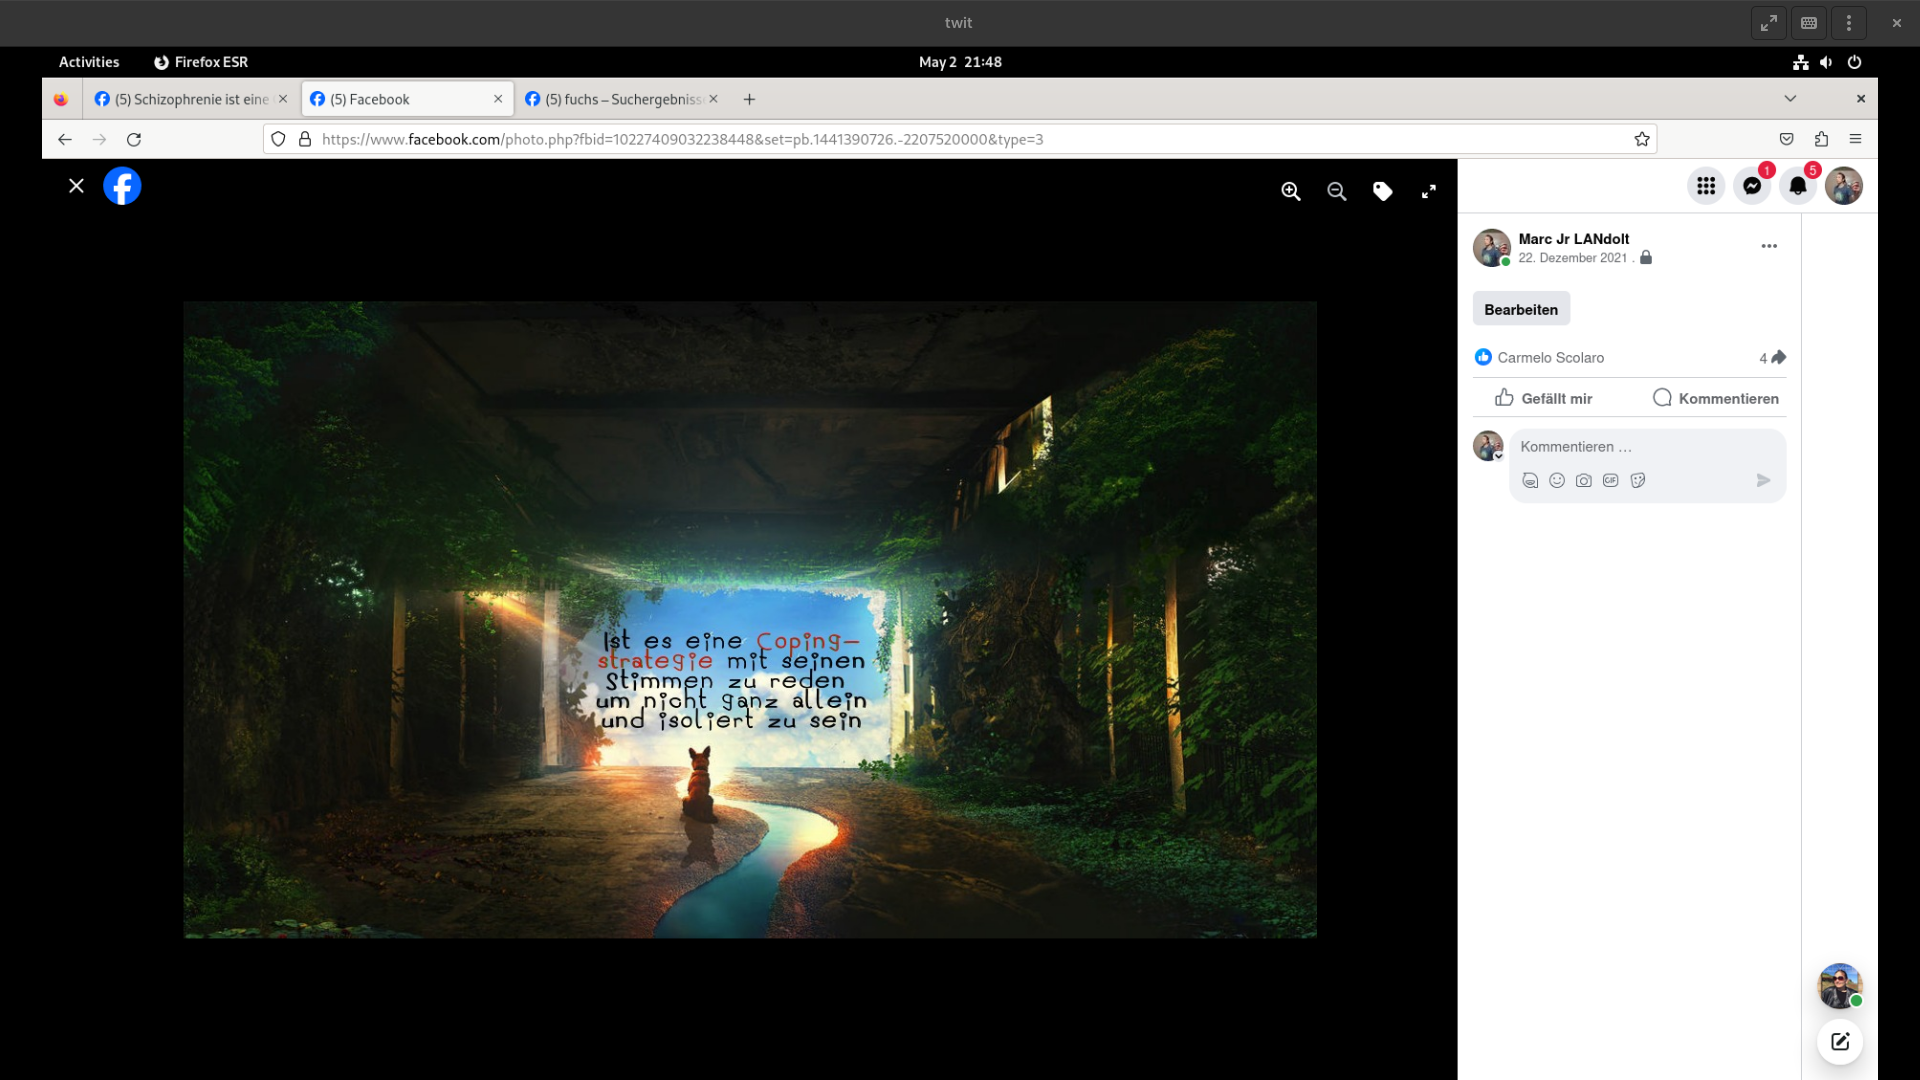 twit
Activities
Firefox ESR
May 2 21:48
(5) Schizophrenie ist eine
(5) Facebook
(5) fuchs – Suchergebniss
https://www.facebook.com/photo.php?fbid=10227409032238448&set=pb.1441390726.-2207520000&type=3
1
5
Marc Jr LANdolt
22. Dezember 2021 .
Bearbeiten
Carmelo Scolaro
4
Gefällt mir
Kommentieren
Kommentieren …
GIF
Ist es eine Coping-
strategie mit seinen
Stimmen zu reden
um nicht ganz allein
und isoliert zu sein